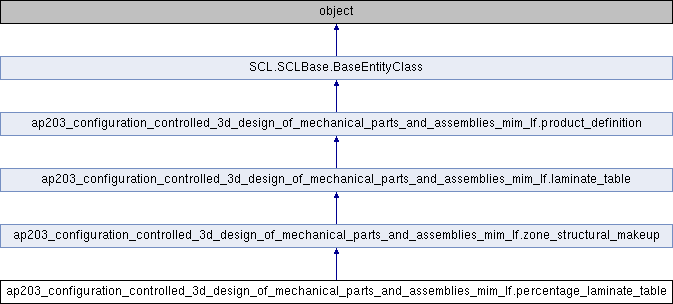 object
SCL.SCLBase.BaseEntityClass
ap203_configuration_controlled_3d_design_of_mechanical_parts_and_assemblies_mim_lf.product_definition
ap203_configuration_controlled_3d_design_of_mechanical_parts_and_assemblies_mim_lf.laminate_table
ap203_configuration_controlled_3d_design_of_mechanical_parts_and_assemblies_mim_lf.zone_structural_makeup
ap203_configuration_controlled_3d_design_of_mechanical_parts_and_assemblies_mim_lf.percentage_laminate_table